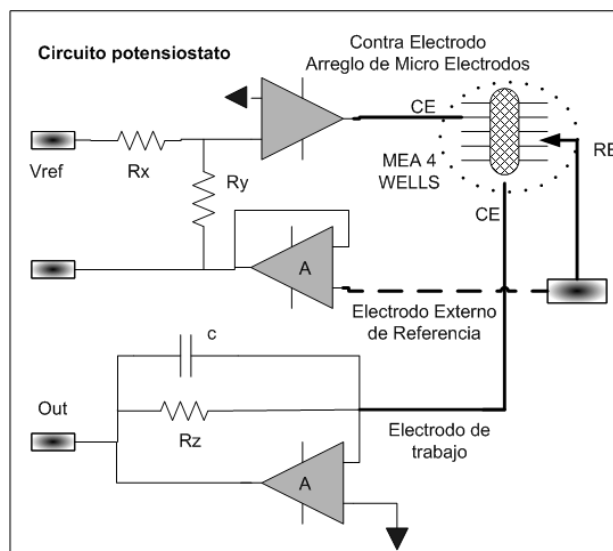 Circuito potensiostato
Contra Electrodo
Arreglo de Micro Electrodos
CE
Vref
Rx
Ry
MEA 4
WELLS
RE
CE
A
Electrodo Externo
de Referencia
c
Out
Rz
Electrodo de
trabajo
A